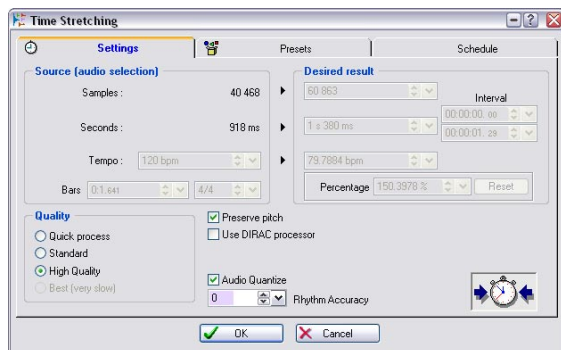 Time Stretching
Settings
Presets
Schedule
Source (audio selection)
Samples : 40 468
Seconds : 918 ms
Tempo : 120 bpm
Bars 0:1.641 4/4
Desired result
60 863
Interval
00:00:00. 00
1 s 380 ms
00:00:01. 29
79.7884 bpm
Percentage 150.3978 % Reset
Quality
Quick process
Standard
High Quality
Best (very slow)
Preserve pitch
Use DIRAC processor
Audio Quantize
0 Rhythm Accuracy
OK
Cancel